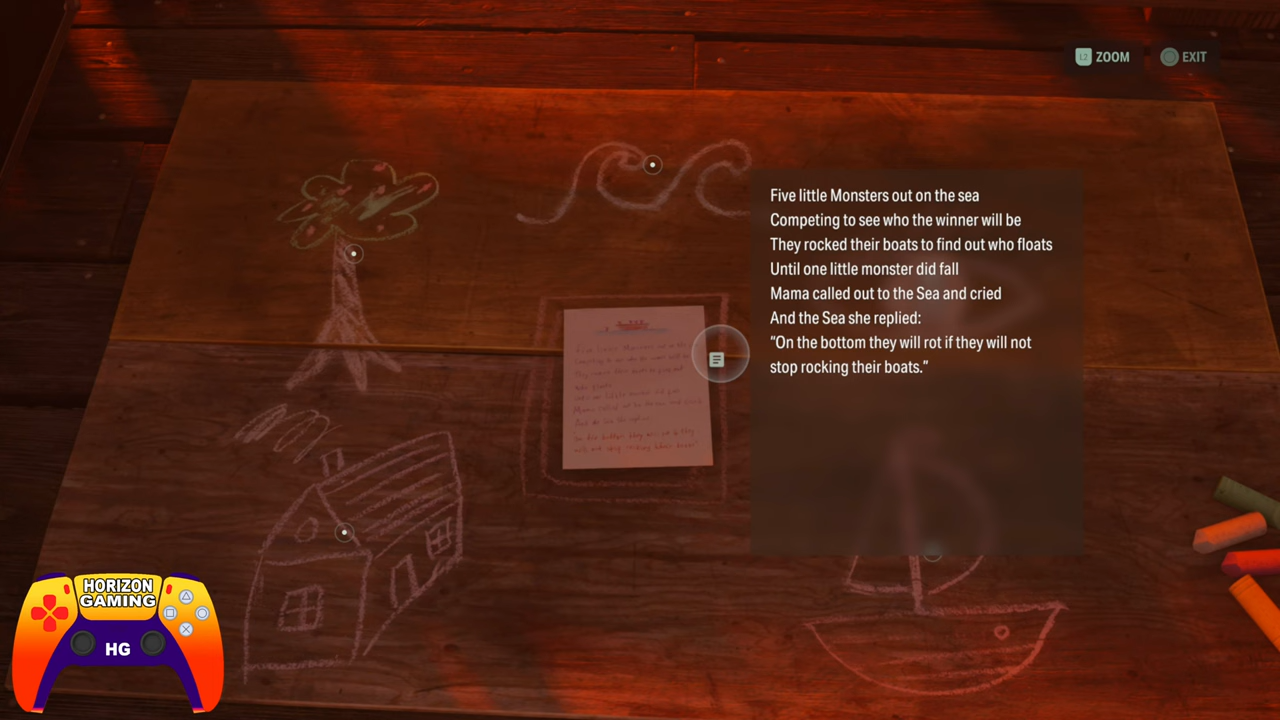 L2 ZOOM EXIT
Five little Monsters out on the sea
Competing to see who the winner will be
They rocked their boats to find out who floats
Until one little monster did fall
Mama called out to the Sea and cried
And the Sea she replied:
“On the bottom they will rot if they will not
stop rocking their boats.”
HORIZON
GAMING
HG